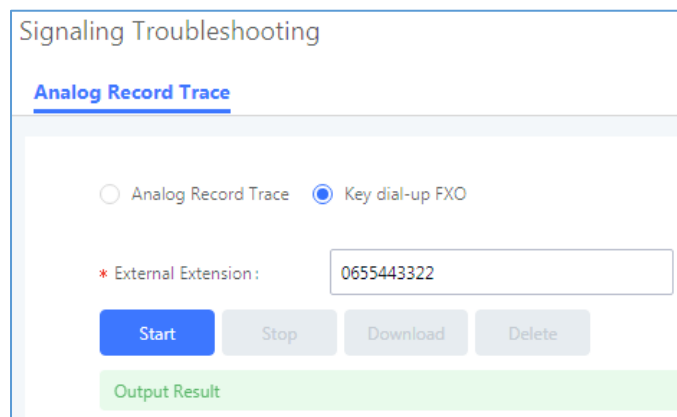 Signaling Troubleshooting
Analog Record Trace
Analog Record Trace Key dial-up FXO
* External Extension : 0655443322
Start Stop Download Delete
Output Result